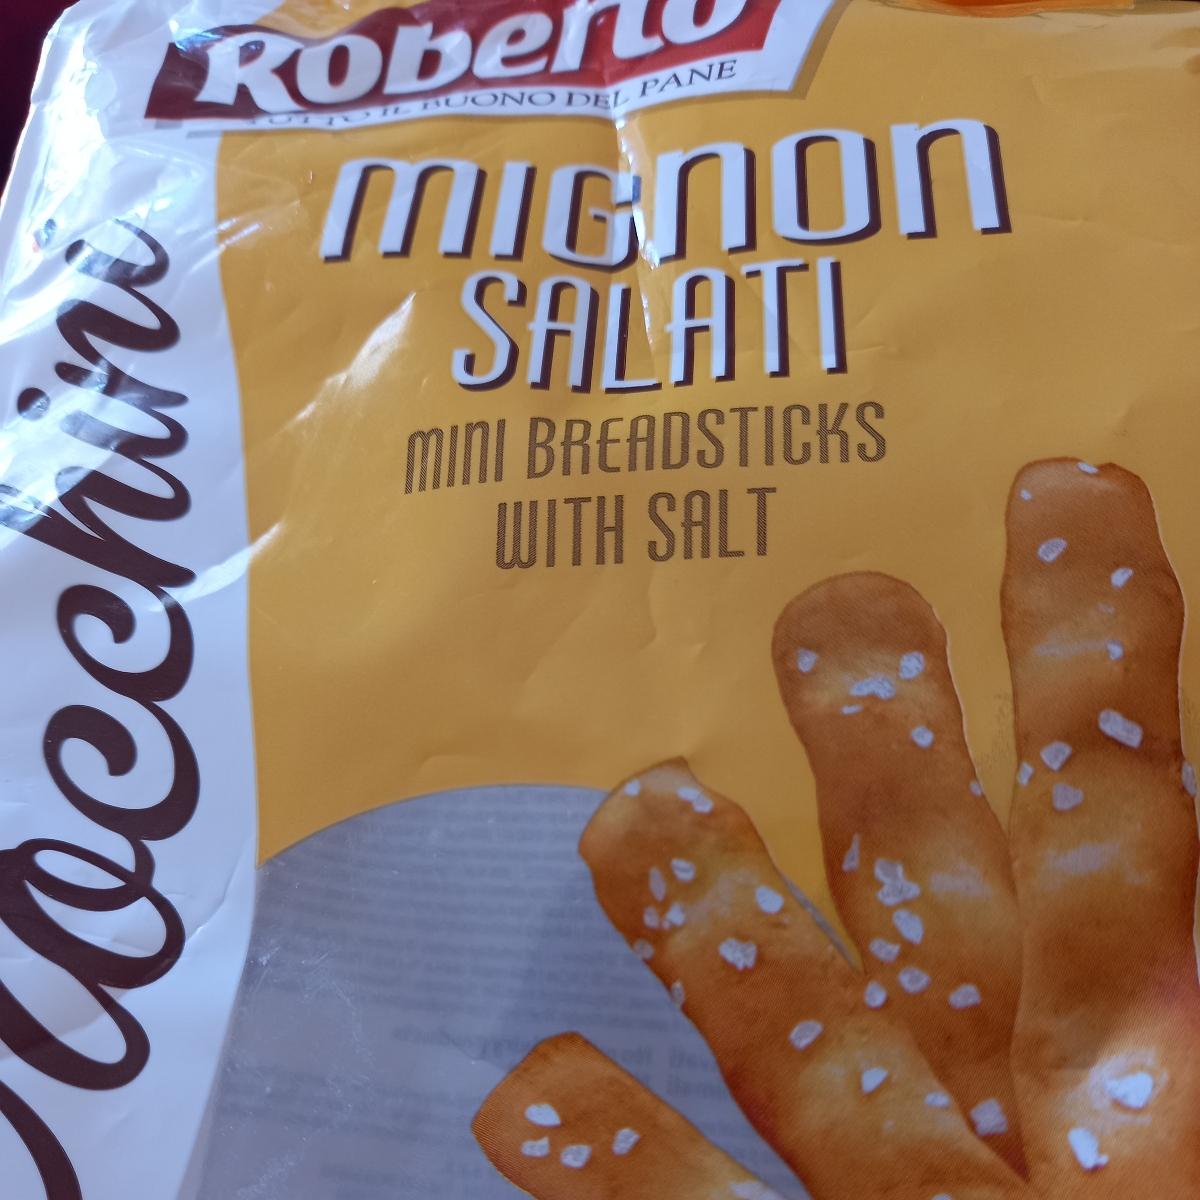 Roberto
TUTTO IL BUONO DEL PANE
MIGNON
SALATI
MINI BREADSTICKS
WITH SALT